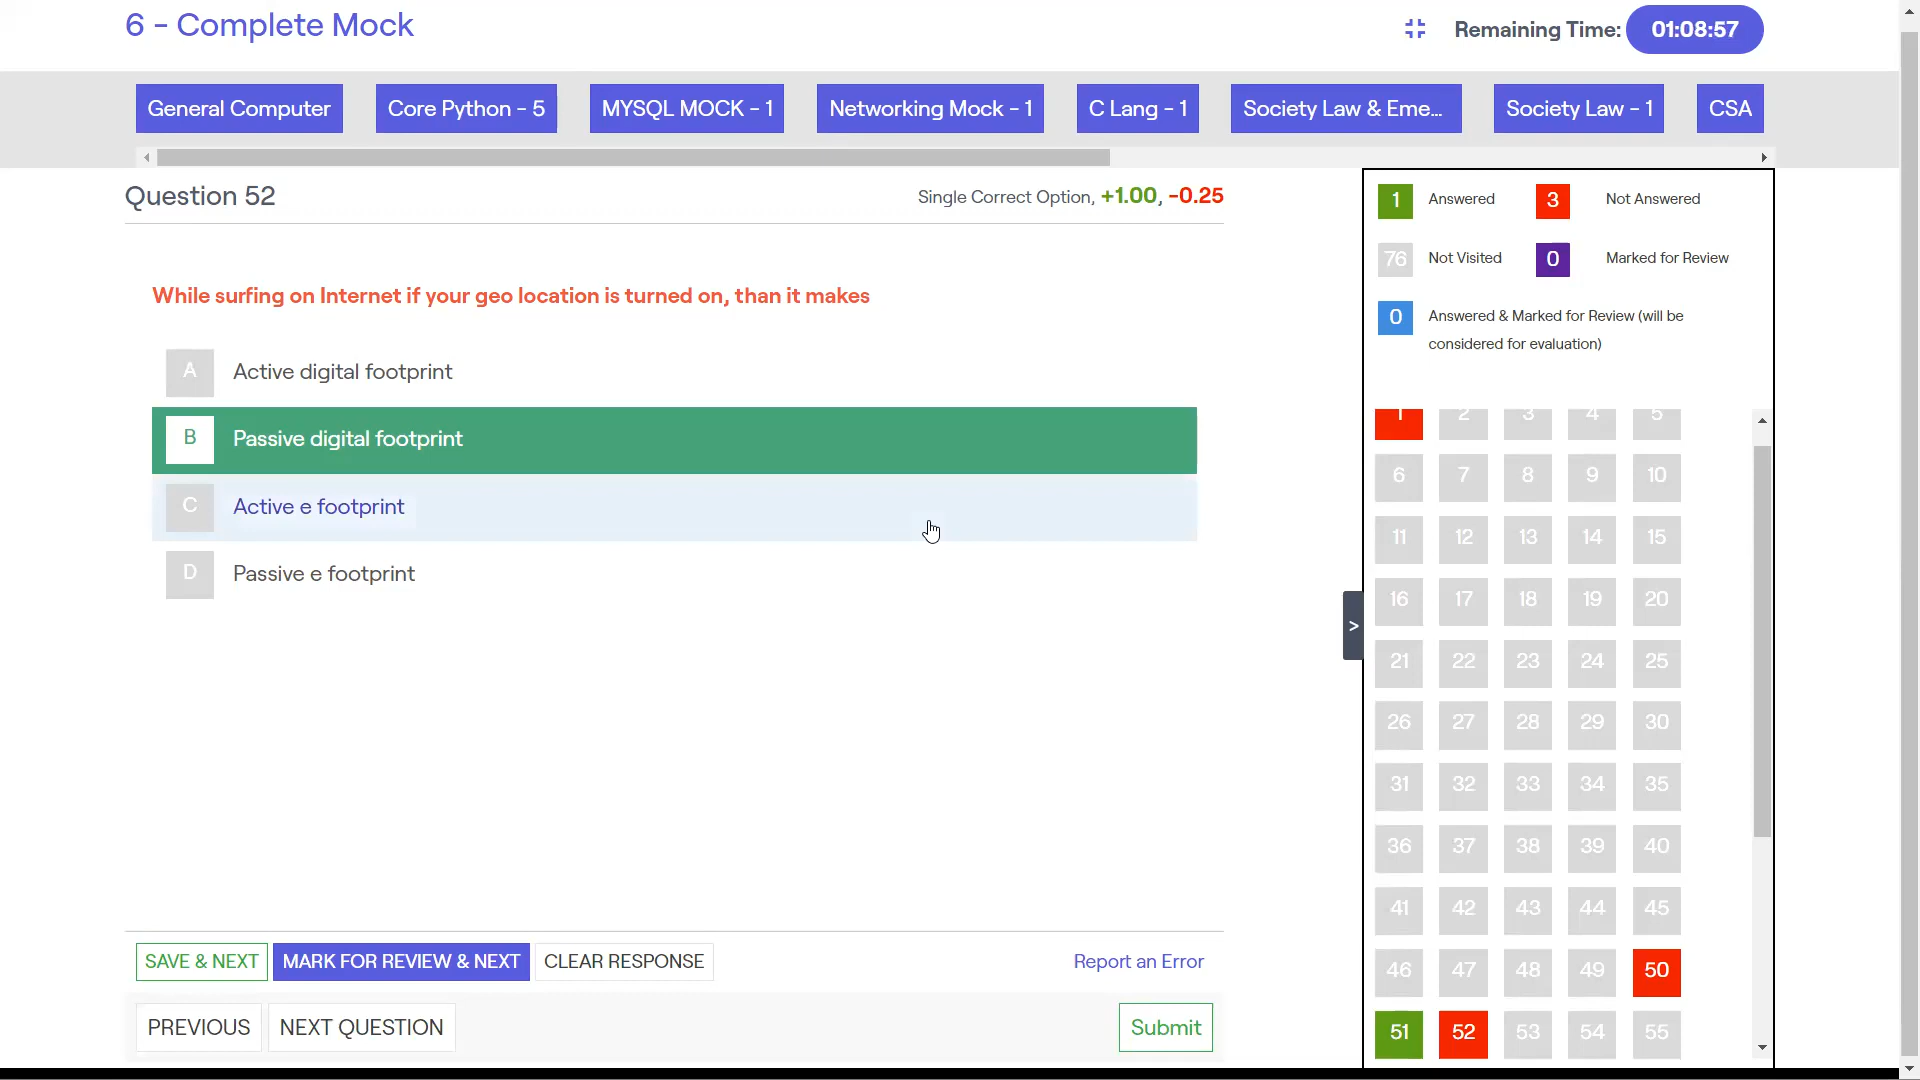 6 - Complete Mock
Remaining Time: 01:08:57
General Computer Core Python - 5 MYSQL MOCK - 1 Networking Mock - 1 C Lang - 1 Society Law & Eme... Society Law - 1 CSA
Question 52
Single Correct Option, +1.00, -0.25
While surfing on Internet if your geo location is turned on, than it makes
A Active digital footprint
B Passive digital footprint
C Active e footprint
D Passive e footprint
SAVE & NEXT MARK FOR REVIEW & NEXT CLEAR RESPONSE Report an Error
PREVIOUS NEXT QUESTION Submit
>
1 Answered 3 Not Answered
76 Not Visited 0 Marked for Review
0 Answered & Marked for Review (will be
considered for evaluation)
1 2 3 4 5
6 7 8 9 10
11 12 13 14 15
16 17 18 19 20
21 22 23 24 25
26 27 28 29 30
31 32 33 34 35
36 37 38 39 40
41 42 43 44 45
46 47 48 49 50
51 52 53 54 55